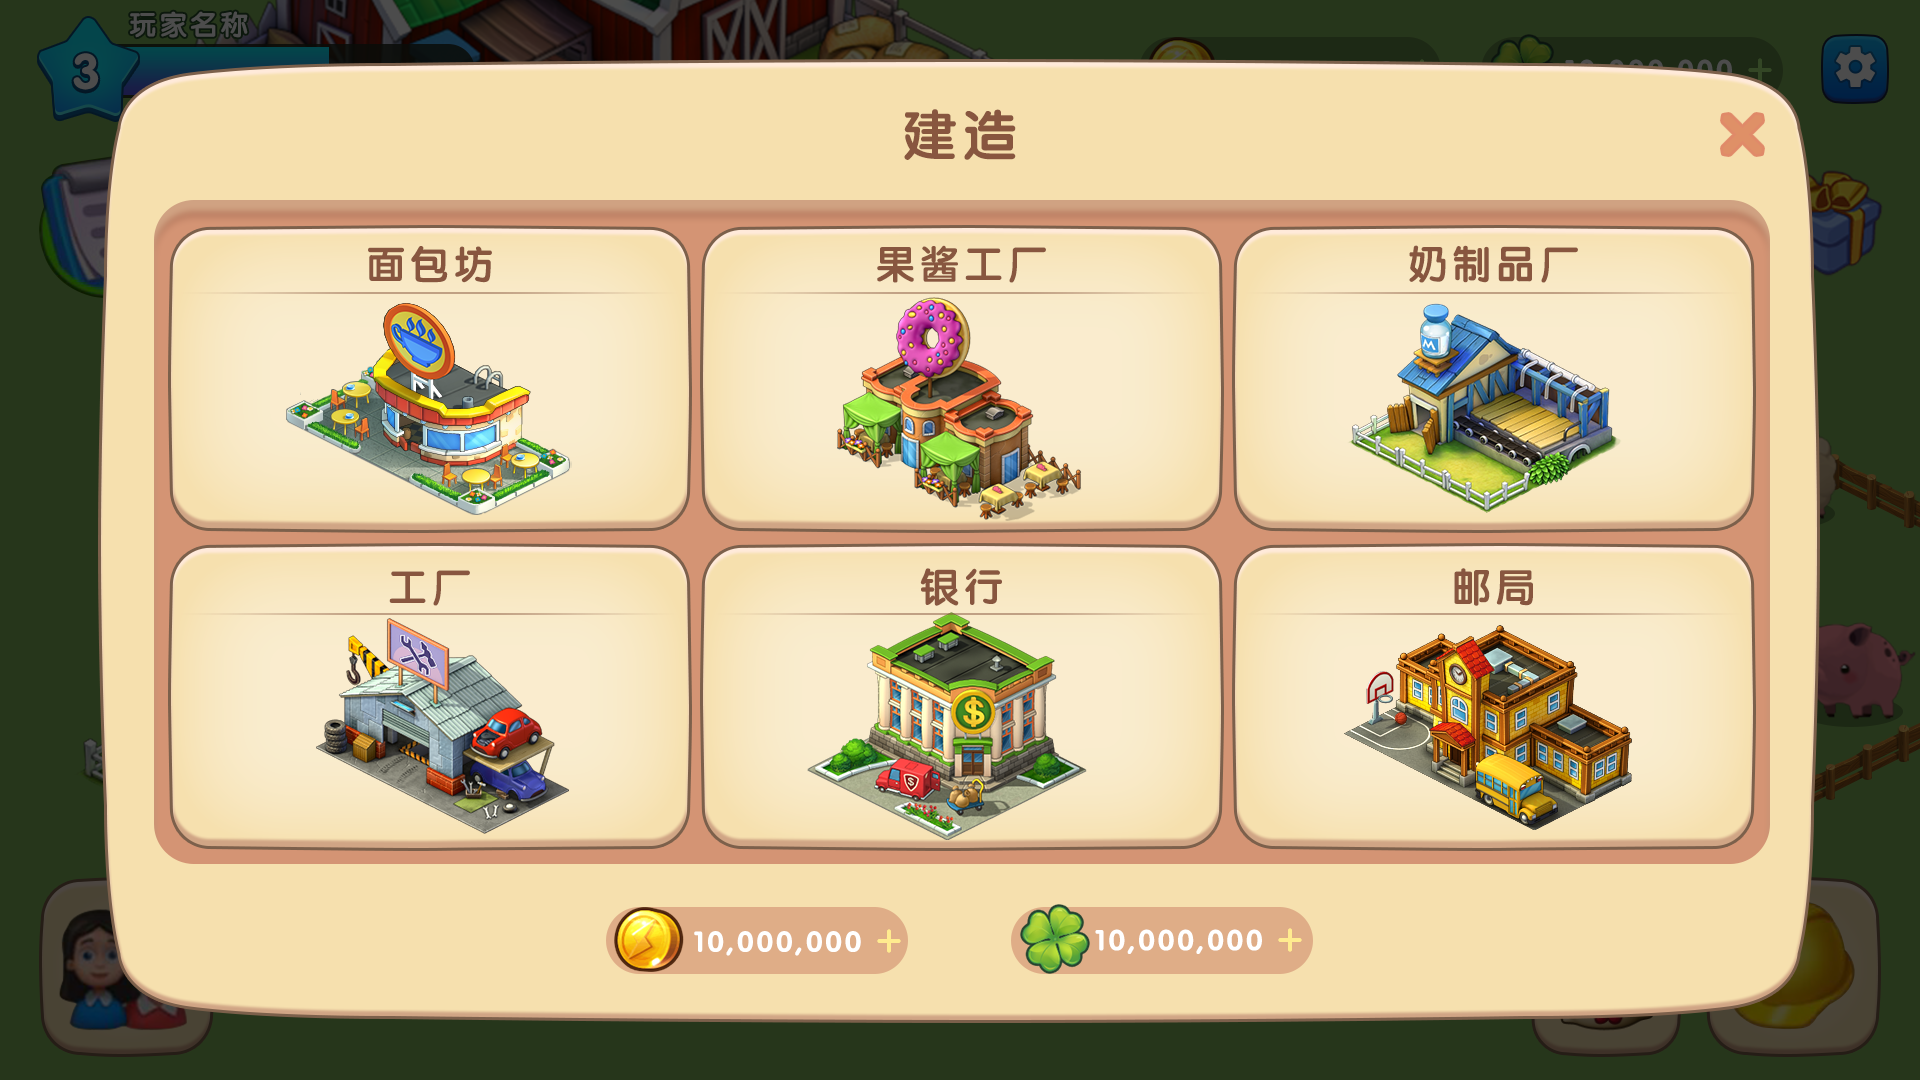 玩家名称
3
建造
面包坊
果酱工厂
奶制品厂
M
工厂
银行
邮局
$
10,000,000 +
10,000,000 +